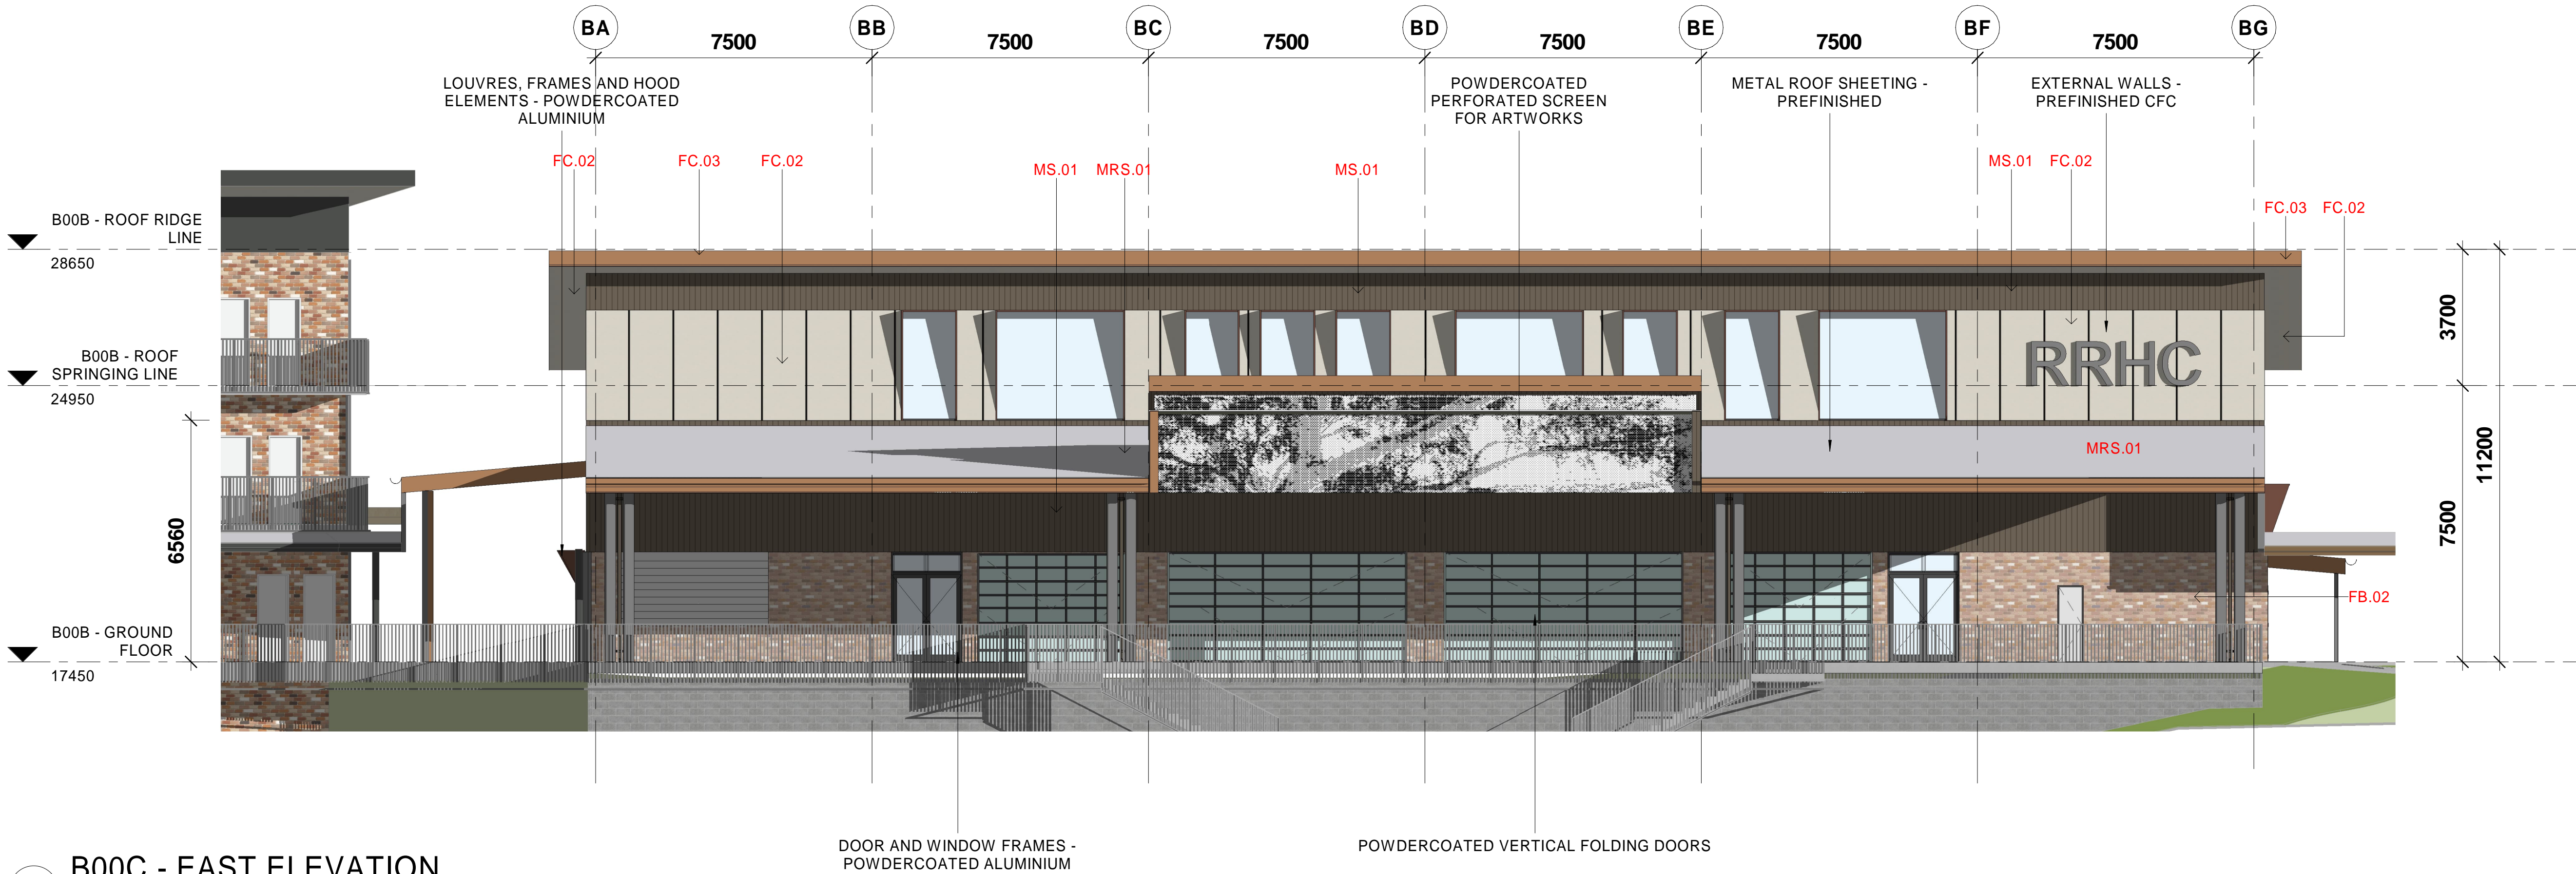 BA
BB
BC
BD
BE
BF
BG
7500
7500
7500
7500
7500
7500
LOUVRES, FRAMES AND HOOD
ELEMENTS - POWDERCOATED
ALUMINIUM
POWDERCOATED
PERFORATED SCREEN
FOR ARTWORKS
METAL ROOF SHEETING -
PREFINISHED
EXTERNAL WALLS -
PREFINISHED CFC
FC.02
FC.03
FC.02
MS.01
MRS.01
MS.01
MS.01
FC.02
FC.03
FC.02
B00B - ROOF RIDGE
LINE
28650
B00B - ROOF
SPRINGING LINE
24950
3700
RRHC
MRS.01
11200
7500
6560
FB.02
B00B - GROUND
FLOOR
17450
DOOR AND WINDOW FRAMES -
POWDERCOATED ALUMINIUM
POWDERCOATED VERTICAL FOLDING DOORS
B00C - EAST ELEVATION